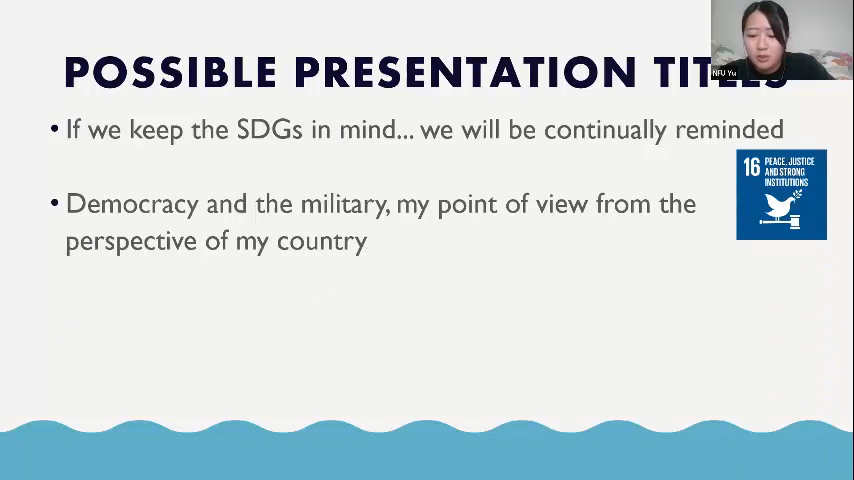 POSSIBLE PRESENTATION TITLES
NFU Yu
• If we keep the SDGs in mind... we will be continually reminded
16 PEACE, JUSTICE
AND STRONG
INSTITUTIONS
• Democracy and the military, my point of view from the
perspective of my country